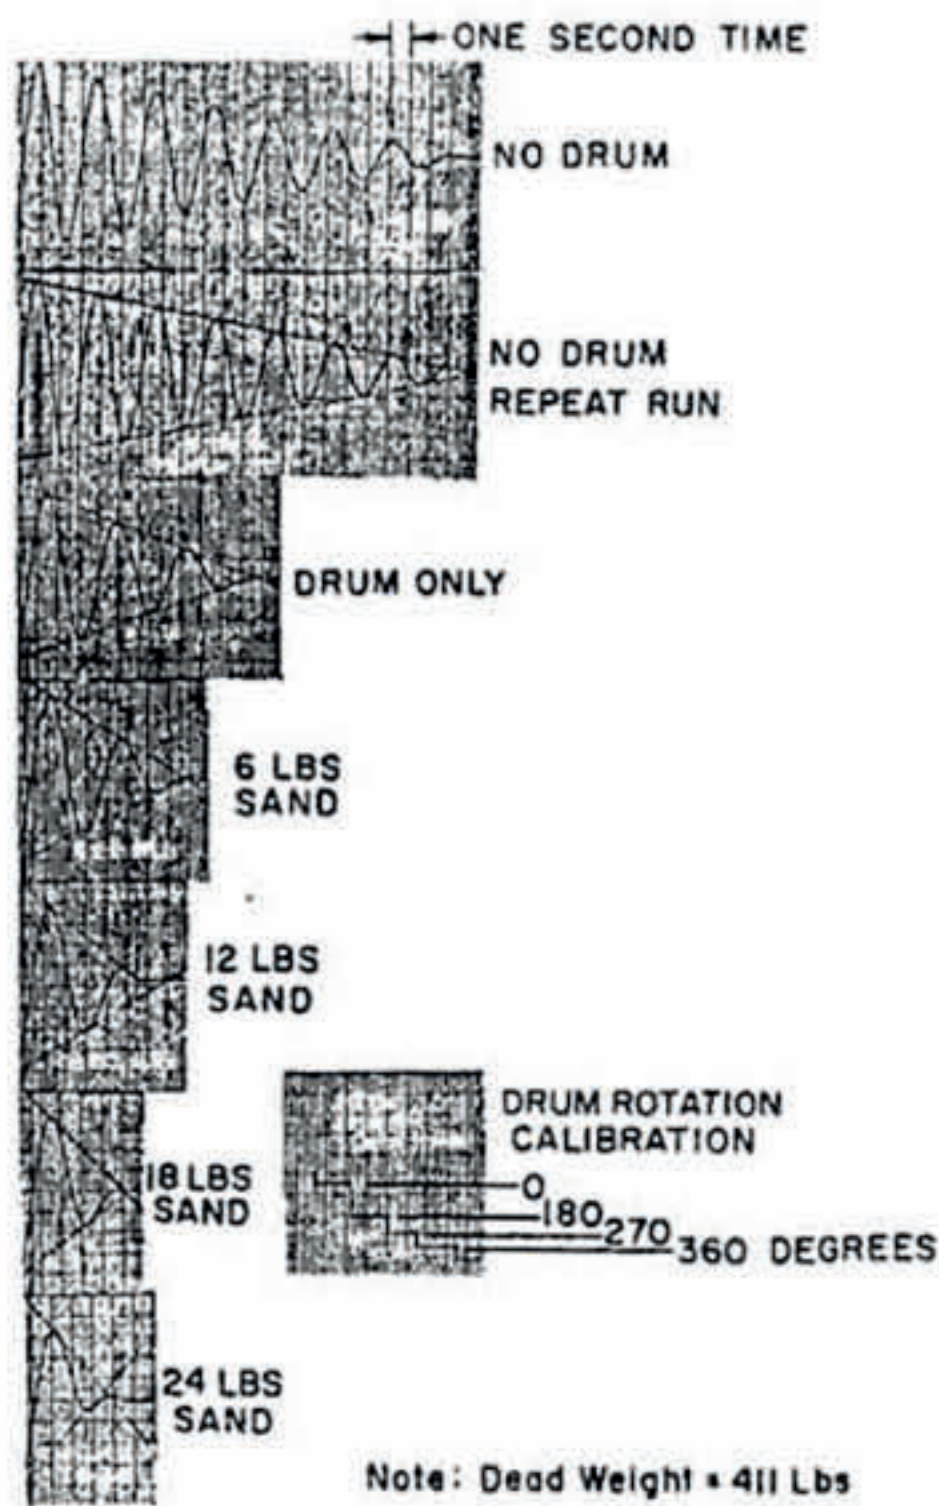 ONE SECOND TIME
NO DRUM
NO DRUM
REPEAT RUN
DRUM ONLY
6 LBS
SAND
12 LBS
SAND
18 LBS
SAND
DRUM ROTATION
CALIBRATION
0
180
270
360 DEGREES
24 LBS
SAND
Note: Dead Weight = 411 Lbs